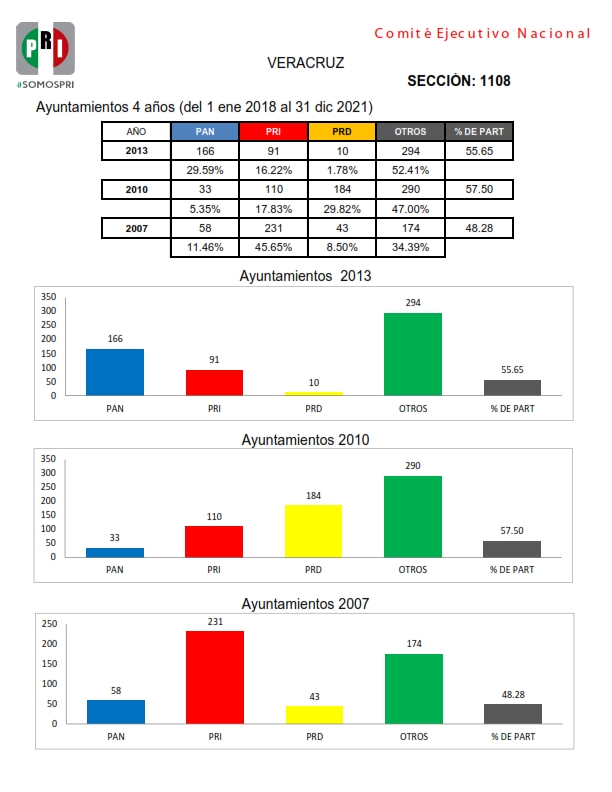 Comité Ejecutivo Nacional
PRI
#SOMOSPRI
VERACRUZ
SECCIÓN: 1108
Ayuntamientos 4 años (del 1 ene 2018 al 31 dic 2021)
AÑO PAN PRI PRD OTROS % DE PART
2013 166 91 10 294 55.65
29.59% 16.22% 1.78% 52.41%
2010 33 110 184 290 57.50
5.35% 17.83% 29.82% 47.00%
2007 58 231 43 174 48.28
11.46% 45.65% 8.50% 34.39%
Ayuntamientos 2013
350
300
250
200
150
100
50
0
166 91 10 294 55.65
PAN PRI PRD OTROS % DE PART
Ayuntamientos 2010
350
300
250
200
150
100
50
0
33 110 184 290 57.50
PAN PRI PRD OTROS % DE PART
Ayuntamientos 2007
250
200
150
100
50
0
58 231 43 174 48.28
PAN PRI PRD OTROS % DE PART